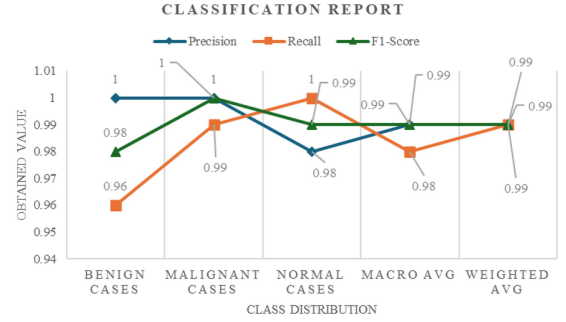 CLASSIFICATION REPORT
Precision Recall F1-Score
1.01
1
0.99
0.98
0.97
0.96
0.95
0.94
OBTAINED VALUE
1
0.98
0.96
1
1
0.99
1
0.99
0.98
0.99
0.99
0.98
0.99
0.99
0.99
BENIGN CASES
MALIGNANT CASES
NORMAL CASES
MACRO AVG
WEIGHTED AVG
CLASS DISTRIBUTION